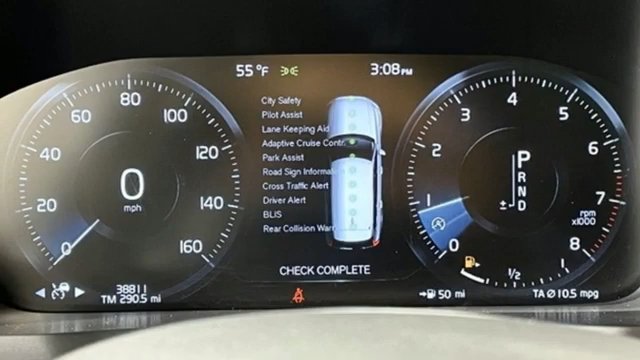 55 °F
3:08 PM
80
60
100
40
120
20
140
0
160
0
mph
38811
TM 290.5 mi
City Safety
Pilot Assist
Lane Keeping Aid
Adaptive Cruise Contr
Park Assist
Road Sign Informat
Cross Traffic Alert
Driver Alert
BLIS
Rear Collision War
CHECK COMPLETE
4
3
5
2
6
1
7
0
8
P
R
N
± D
rpm
x1000
1/2
50 mi
TA Ø 10.5 mpg